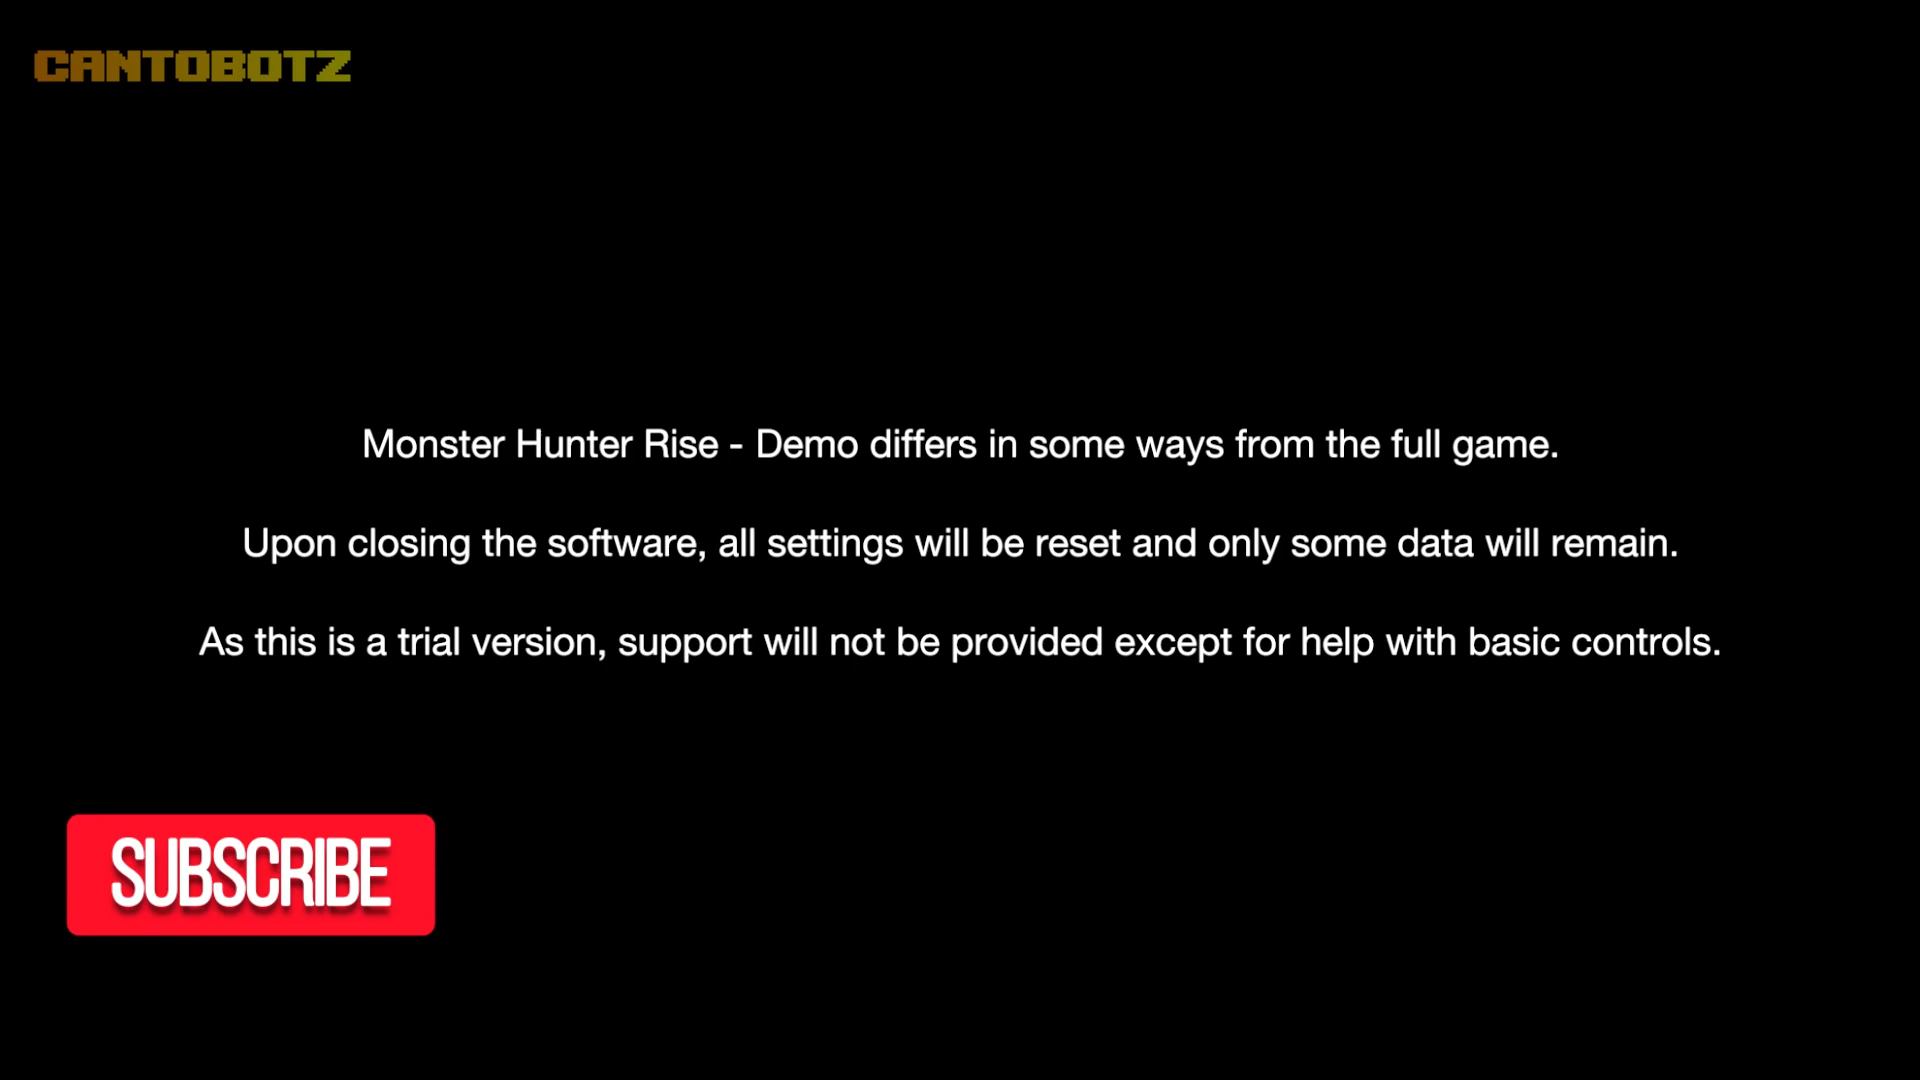 CANTOBOTZ
Monster Hunter Rise - Demo differs in some ways from the full game.
Upon closing the software, all settings will be reset and only some data will remain.
As this is a trial version, support will not be provided except for help with basic controls.
SUBSCRIBE